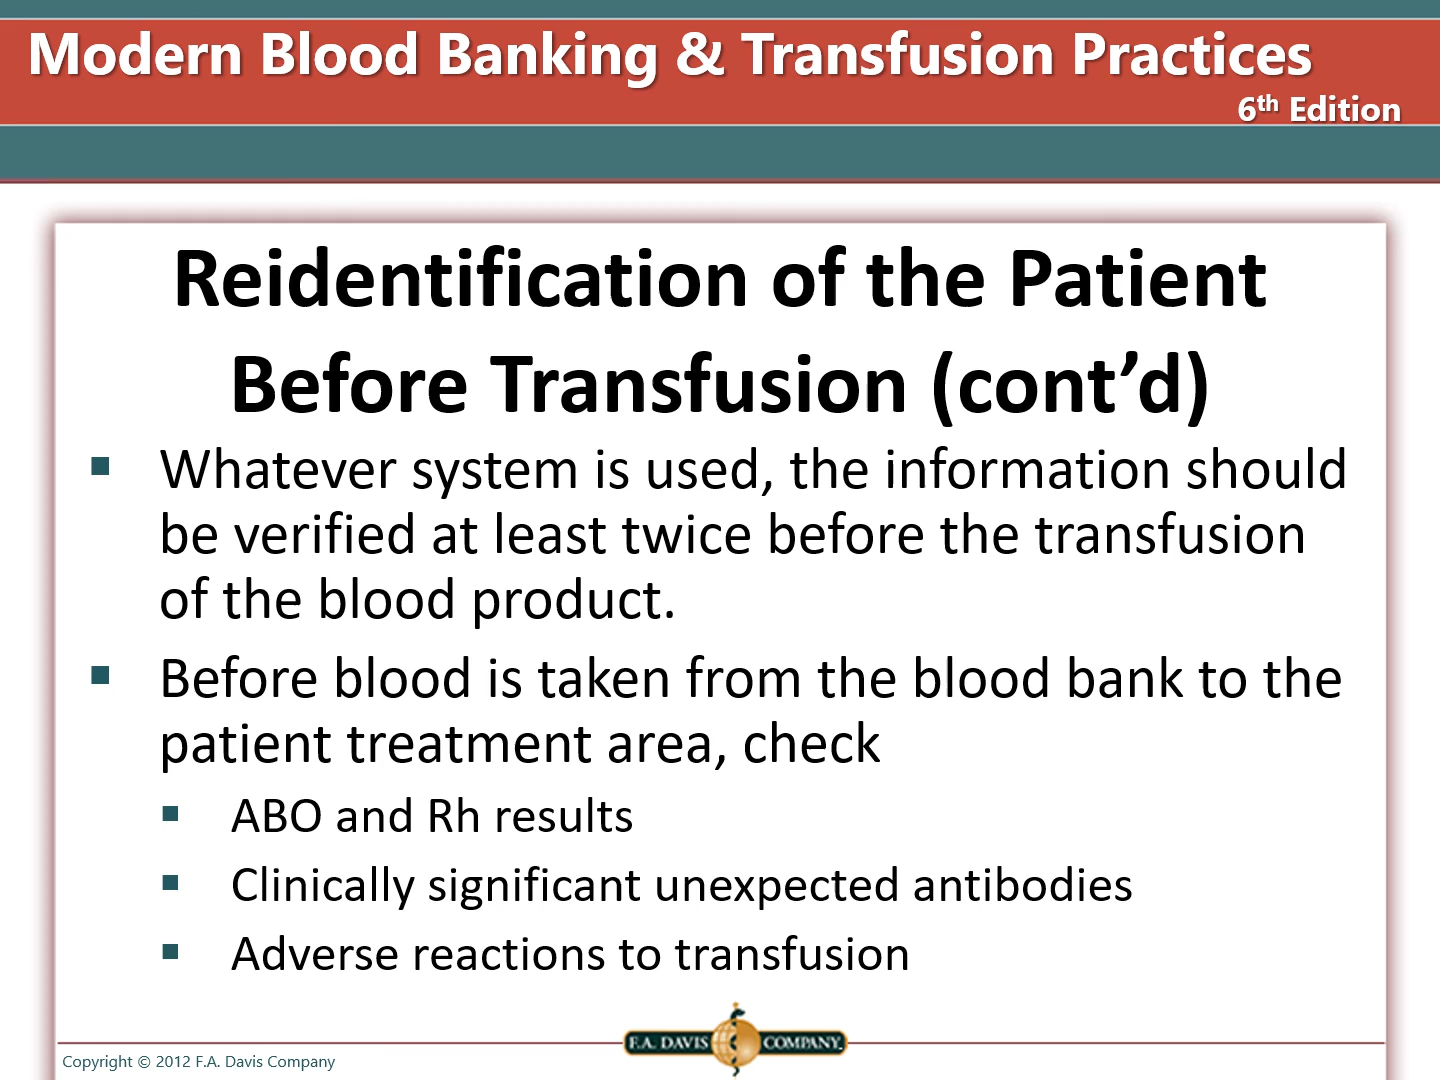 Modern Blood Banking & Transfusion Practices
6th Edition
Reidentification of the Patient
Before Transfusion (cont’d)
▪ Whatever system is used, the information should
be verified at least twice before the transfusion
of the blood product.
▪ Before blood is taken from the blood bank to the
patient treatment area, check
▪ ABO and Rh results
▪ Clinically significant unexpected antibodies
▪ Adverse reactions to transfusion
F.A. DAVIS COMPANY.
Copyright © 2012 F.A. Davis Company